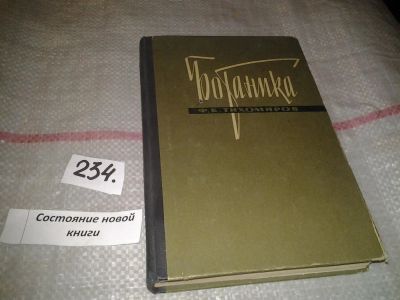 Ботаника
Ф.К. ТИХОМИРОВ
234.
Состояние новой
книги